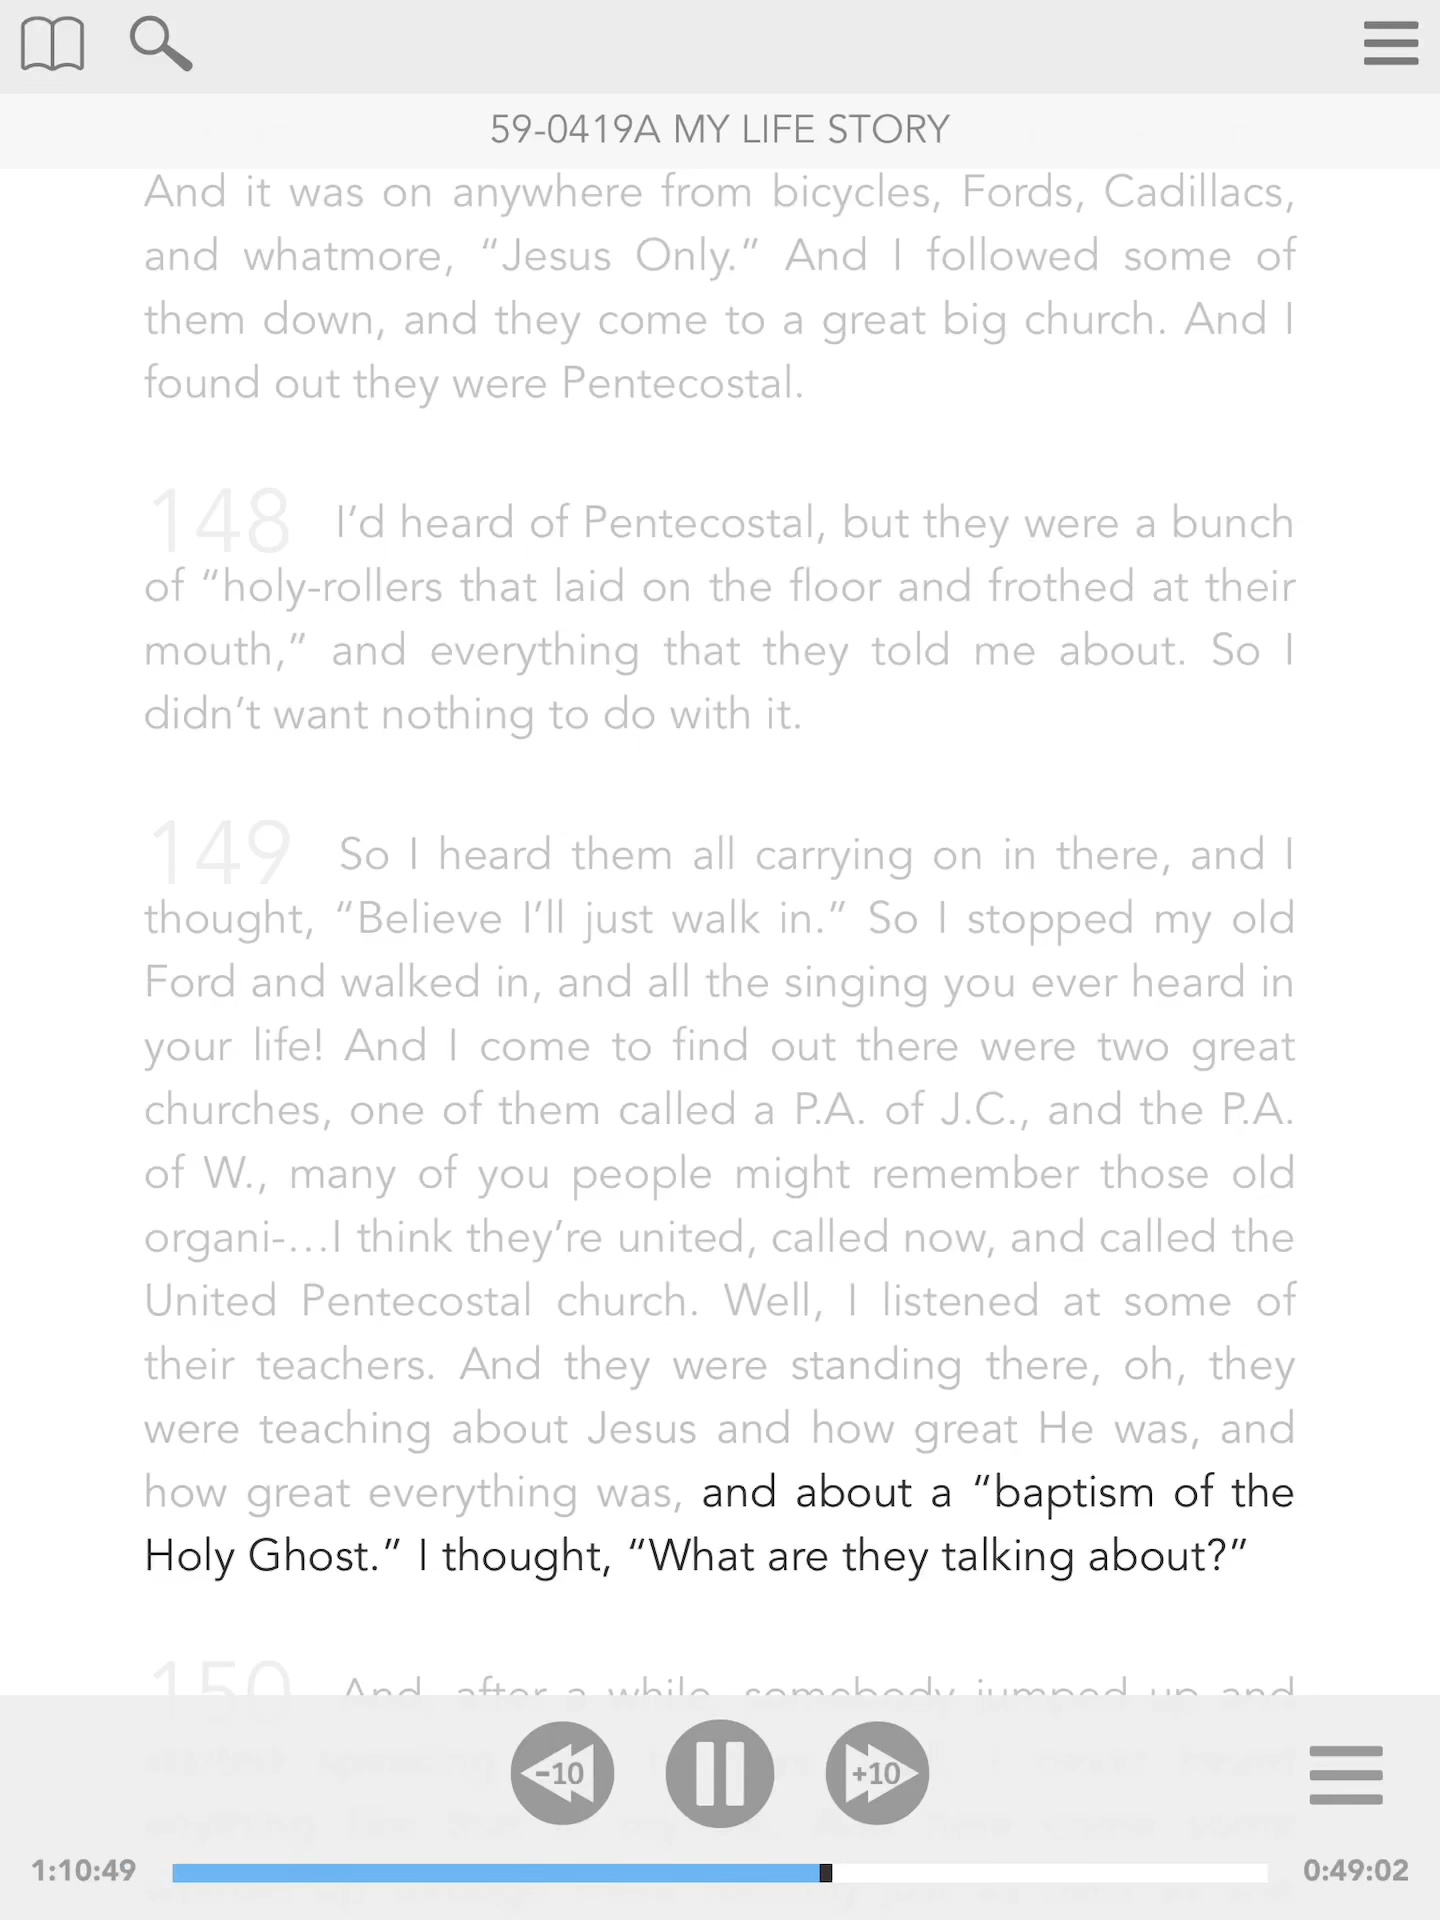 59-0419A MY LIFE STORY
And it was on anywhere from bicycles, Fords, Cadillacs,
and whatmore, “Jesus Only.” And I followed some of
them down, and they come to a great big church. And I
found out they were Pentecostal.
148 I’d heard of Pentecostal, but they were a bunch
of “holy-rollers that laid on the floor and frothed at their
mouth,” and everything that they told me about. So I
didn’t want nothing to do with it.
149 So I heard them all carrying on in there, and I
thought, “Believe I’ll just walk in.” So I stopped my old
Ford and walked in, and all the singing you ever heard in
your life! And I come to find out there were two great
churches, one of them called a P.A. of J.C., and the P.A.
of W., many of you people might remember those old
organi-…I think they’re united, called now, and called the
United Pentecostal church. Well, I listened at some of
their teachers. And they were standing there, oh, they
were teaching about Jesus and how great He was, and
how great everything was, and about a “baptism of the
Holy Ghost.” I thought, “What are they talking about?”
150 And, after a while, somebody jumped up and
-10 +10
1:10:49 0:49:02